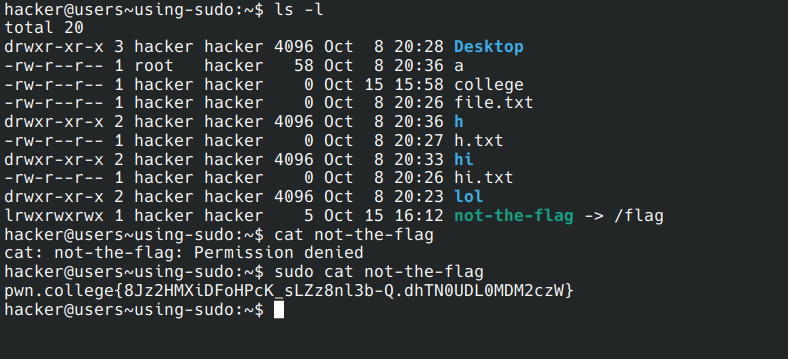 hacker@users~using-sudo:~$ ls -l
total 20
drwxr-xr-x 3 hacker hacker 4096 Oct  8 20:28 Desktop
-rw-r--r-- 1 root   hacker   58 Oct  8 20:36 a
-rw-r--r-- 1 hacker hacker    0 Oct 15 15:58 college
-rw-r--r-- 1 hacker hacker    0 Oct  8 20:26 file.txt
drwxr-xr-x 2 hacker hacker 4096 Oct  8 20:36 h
-rw-r--r-- 1 hacker hacker    0 Oct  8 20:27 h.txt
drwxr-xr-x 2 hacker hacker 4096 Oct  8 20:33 hi
-rw-r--r-- 1 hacker hacker    0 Oct  8 20:26 hi.txt
drwxr-xr-x 2 hacker hacker 4096 Oct  8 20:23 lol
lrwxrwxrwx 1 hacker hacker    5 Oct 15 16:12 not-the-flag -> /flag
hacker@users~using-sudo:~$ cat not-the-flag
cat: not-the-flag: Permission denied
hacker@users~using-sudo:~$ sudo cat not-the-flag
pwn.college{8Jz2HMXiDFoHPcK_sLZz8nl3b-Q.dhTN0UDL0MDM2czW}
hacker@users~using-sudo:~$